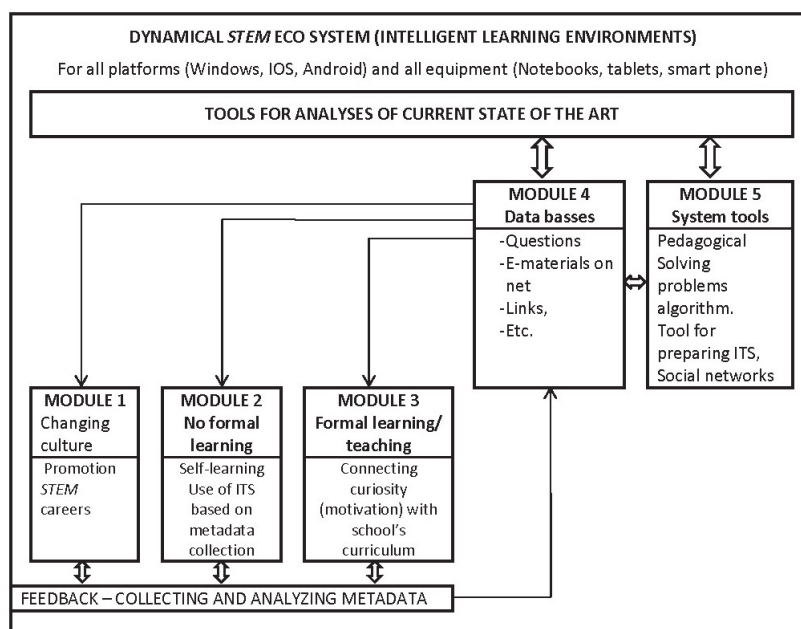 DYNAMICAL STEM ECO SYSTEM (INTELLIGENT LEARNING ENVIRONMENTS)
For all platforms (Windows, IOS, Android) and all equipment (Notebooks, tablets, smart phone)
TOOLS FOR ANALYSES OF CURRENT STATE OF THE ART
MODULE 4
Data basses
-Questions
-E-materials on
net
-Links,
-Etc.
MODULE 5
System tools
Pedagogical
Solving
problems
algorithm.
Tool for
preparing ITS,
Social networks
MODULE 1
Changing
culture
Promotion
STEM
careers
MODULE 2
No formal
learning
Self-learning
Use of ITS
based on
metadata
collection
MODULE 3
Formal learning/
teaching
Connecting
curiosity
(motivation) with
school's
curriculum
FEEDBACK – COLLECTING AND ANALYZING METADATA